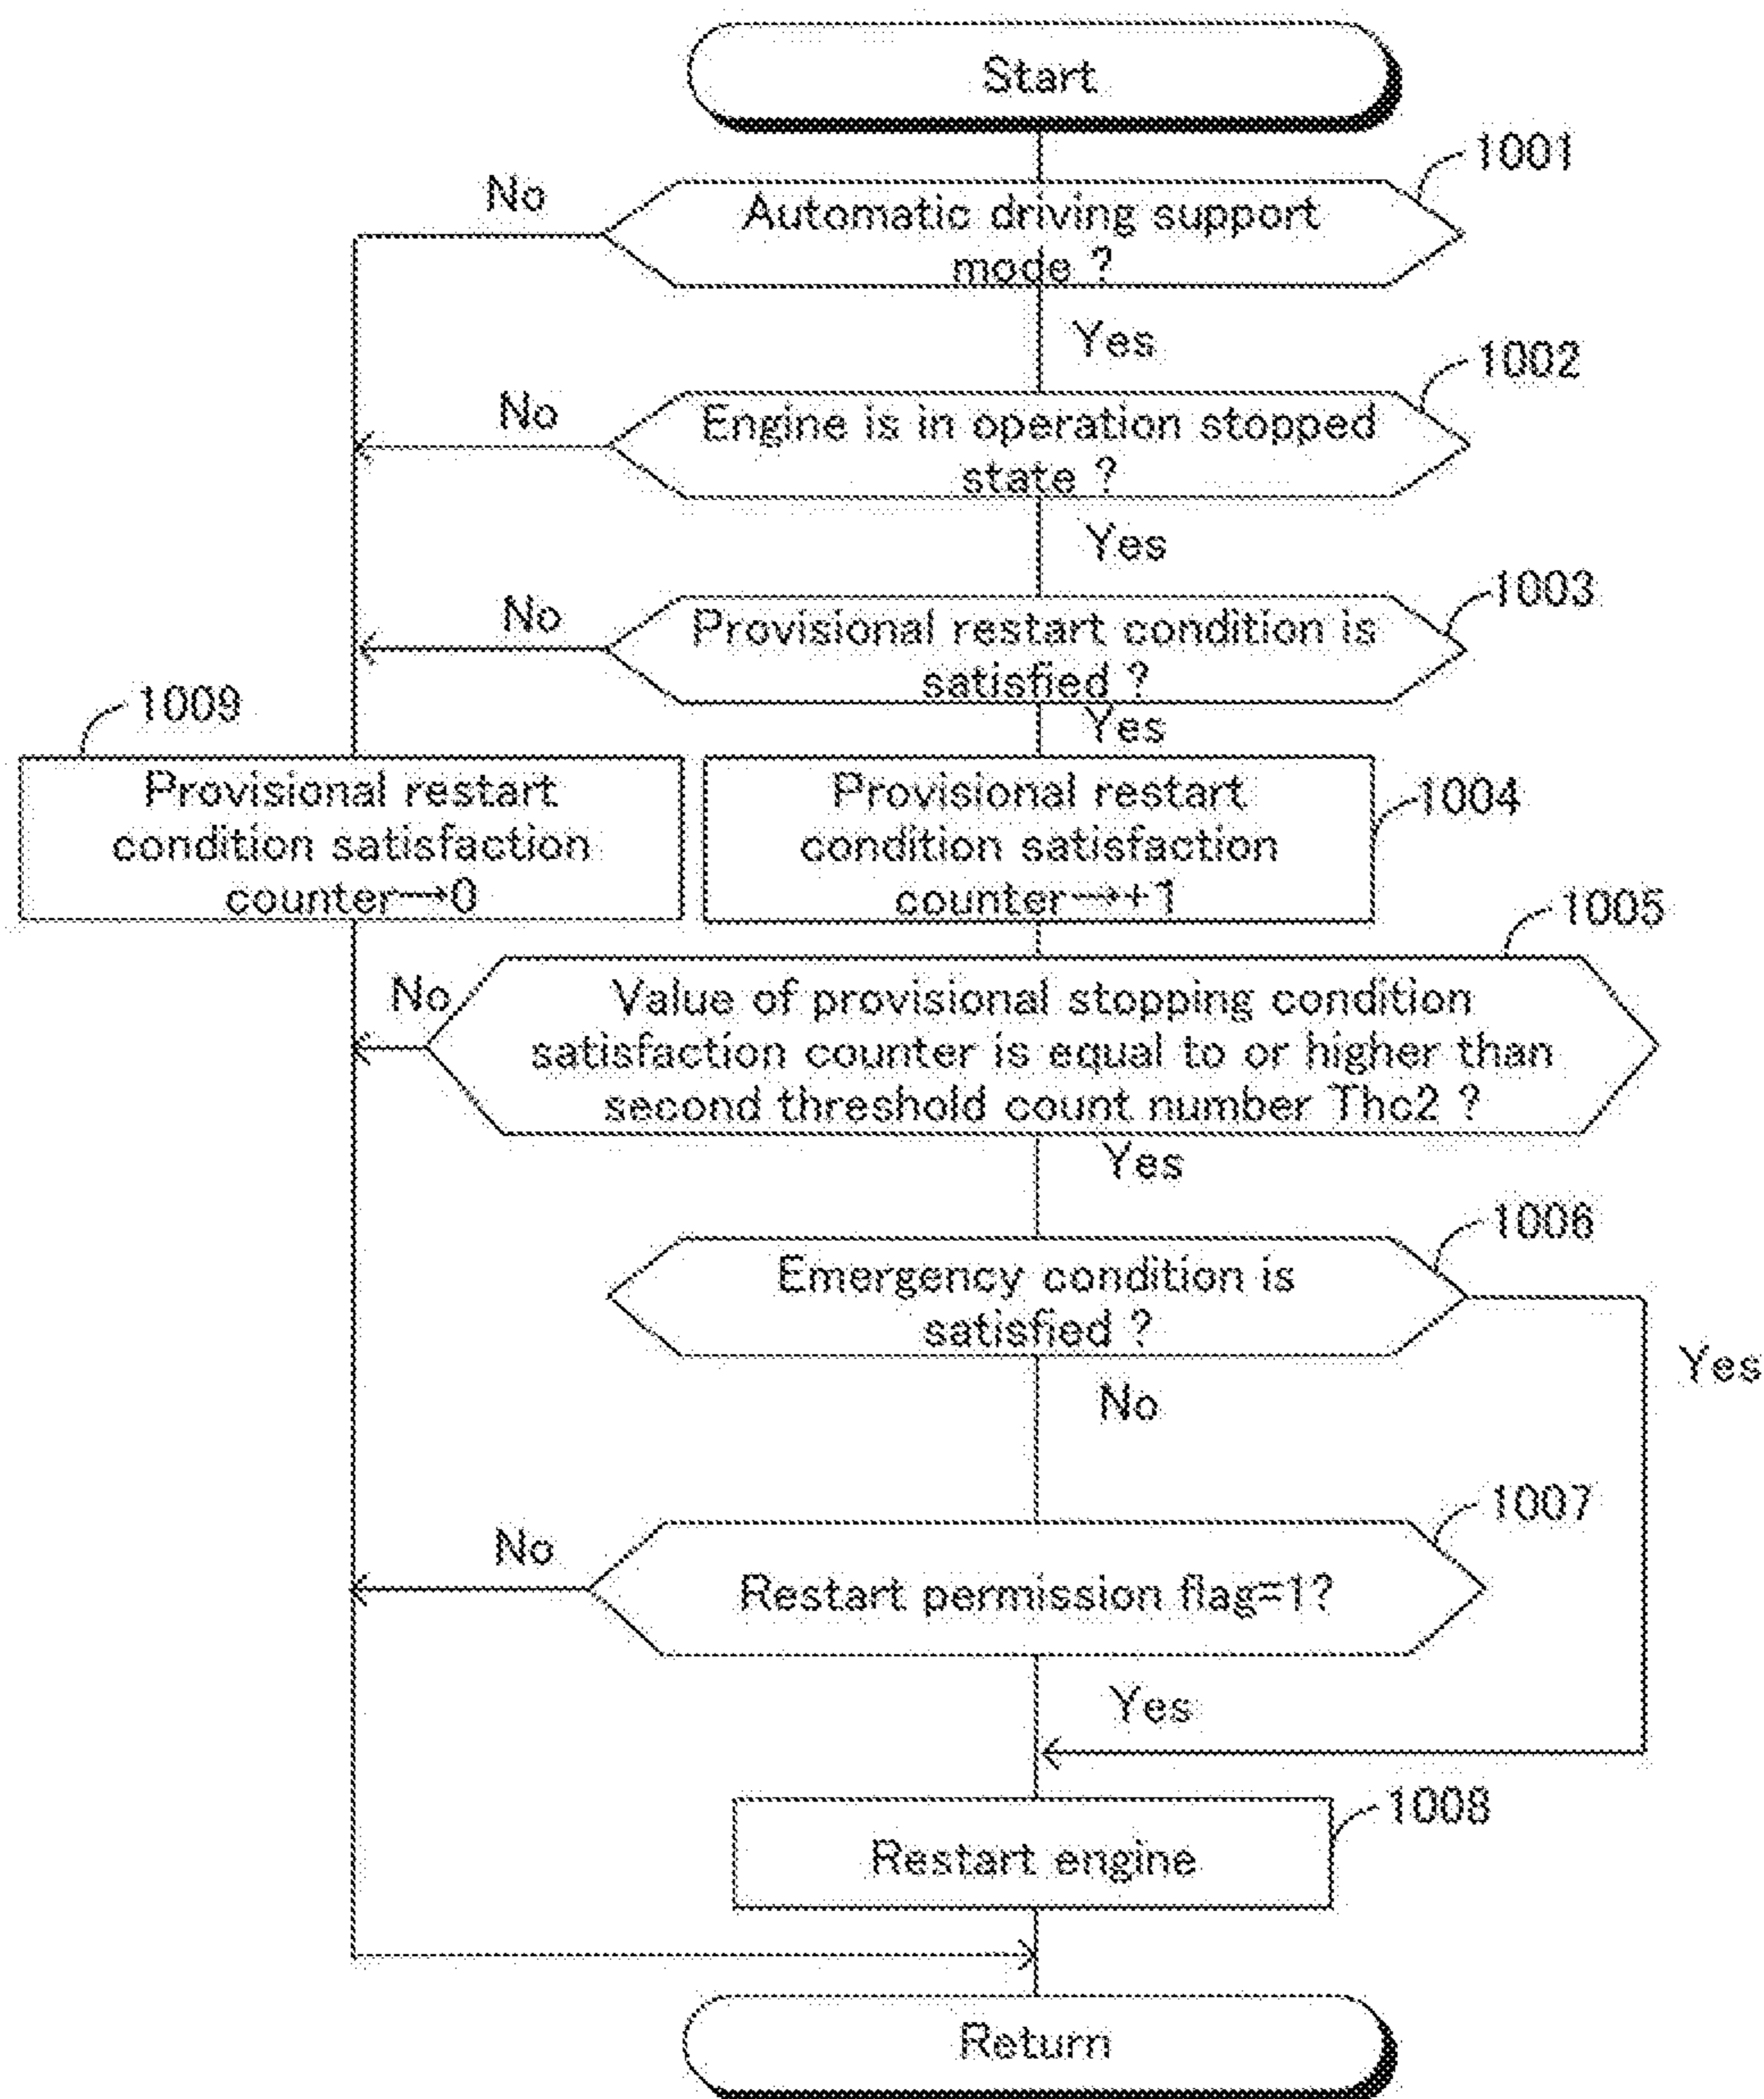 Start
1001
No
Automatic driving support
mode ?
Yes
1002
No
Engine is in operation stopped
state ?
Yes
1003
No
Provisional restart condition is
satisfied ?
Yes
1009
Provisional restart
condition satisfaction
counter→0
Provisional restart
condition satisfaction
counter→+1
1004
1005
No
Value of provisional stopping condition
satisfaction counter is equal to or higher than
second threshold count number Thc2 ?
Yes
1006
Emergency condition is
satisfied ?
Yes
No
1007
No
Restart permission flag=1?
Yes
1008
Restart engine
Return